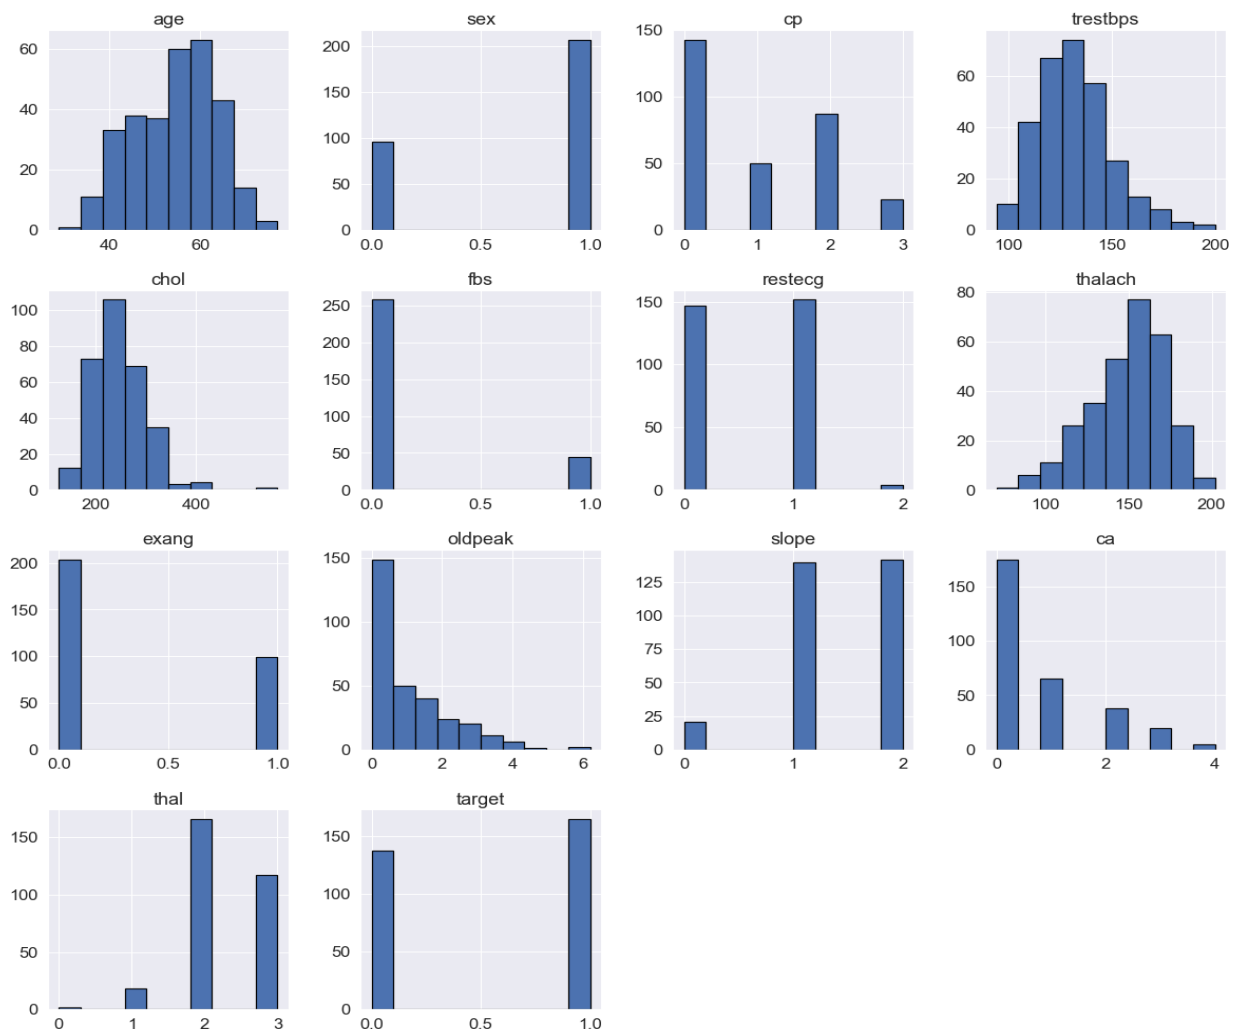 age
60
40
20
0
40 60
sex
200
150
100
50
0
0.0 0.5 1.0
cp
150
100
50
0
0 1 2 3
trestbps
60
40
20
0
100 150 200
chol
100
80
60
40
20
0
200 400
fbs
250
200
150
100
50
0
0.0 0.5 1.0
restecg
150
100
50
0
0 1 2
thalach
80
60
40
20
0
100 150 200
exang
200
150
100
50
0
0.0 0.5 1.0
oldpeak
150
100
50
0
0 2 4 6
slope
125
100
75
50
25
0
0 1 2
ca
150
100
50
0
0 2 4
thal
150
100
50
0
0 1 2 3
target
150
100
50
0
0.0 0.5 1.0